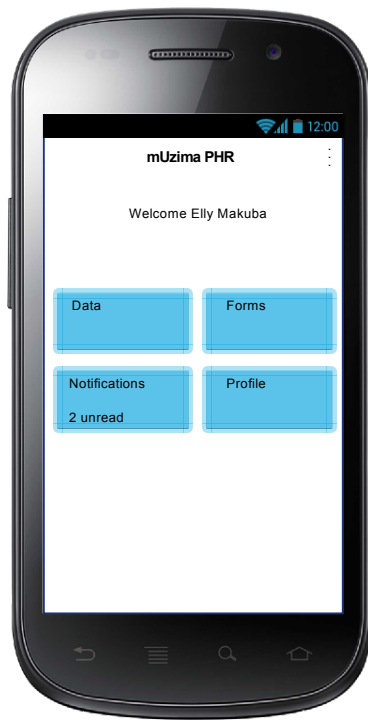 12:00
mUzima PHR
Welcome Elly Makuba
Data
Forms
Notifications
2 unread
Profile